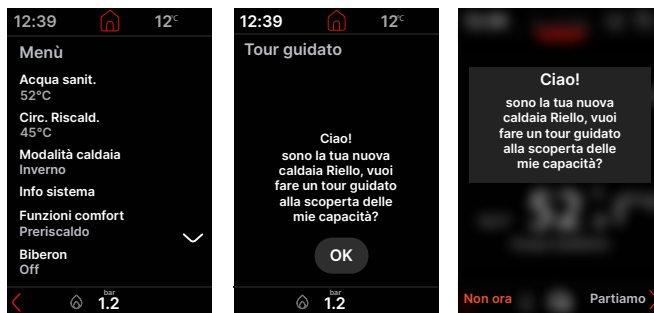 12:39
12°C
Menù
Acqua sanit.
52°C
Circ. Riscald.
45°C
Modalità caldaia
Inverno
Info sistema
Funzioni comfort
Preriscaldo
Biberon
Off
bar
1.2
12:39
12°C
Tour guidato
Ciao!
sono la tua nuova
caldaia Riello, vuoi
fare un tour guidato
alla scoperta delle
mie capacità?
OK
bar
1.2
Ciao!
sono la tua nuova
caldaia Riello, vuoi
fare un tour guidato
alla scoperta delle
mie capacità?
52
Non ora
Partiamo